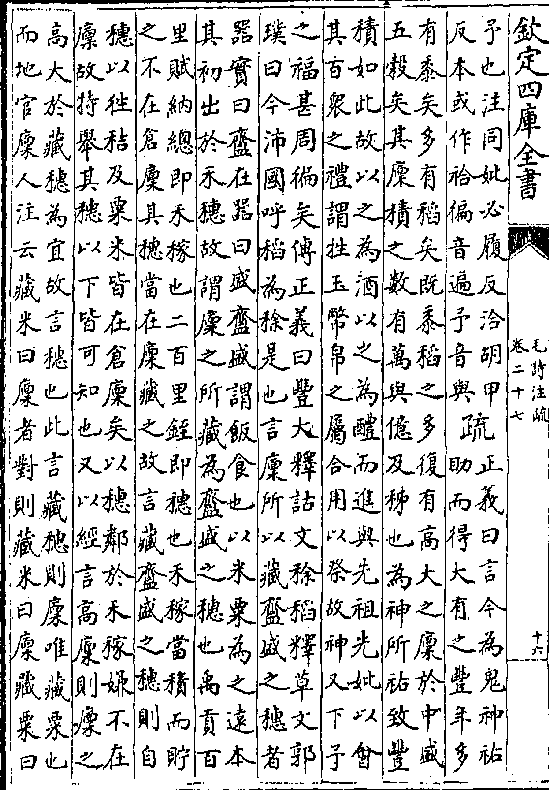 欽定四庫全書
毛詩注疏
卷二十七
十六
予也注同妣必履反洽胡甲
反本或作祫徧音遍予音與
疏
正義曰言今為鬼神祐
助而得大有之豐年多
有黍矣多有稻矣既黍稻之多復有高大之廩於中盛
五穀矣其廩積之數有萬與億及秭也為神所祐致豐
積如此故以之為酒以之為醴而進與先祖先妣以會
其百衆之禮謂牲玉幣帛之屬合用以祭故神又下予
之福甚周徧矣傳正義曰豐大釋詁文稌稻釋草文郭
璞曰今沛國呼稻為稌是也言廩所以藏齍盛之穗者
器實曰齍在器曰盛齍盛謂飯食也以米粟為之遠本
其初出於禾穗故謂廩之所藏為齍盛之穗也禹貢百
里賦納總即禾稼也二百里銍即穗也禾稼當積而貯
之不在倉廩其穗當在廩藏之故言藏齍盛之穗則自
穗以徃秸及粟米皆在倉廩矣以穗鄰於禾稼嫌不在
廩故特舉其穗以下皆可知也又以經言高廩則廩之
高大於藏穗為宜故言穗也此言藏穗則廩唯藏粟也
而地官廩人注云藏米曰廩者對則藏米曰廩藏粟曰